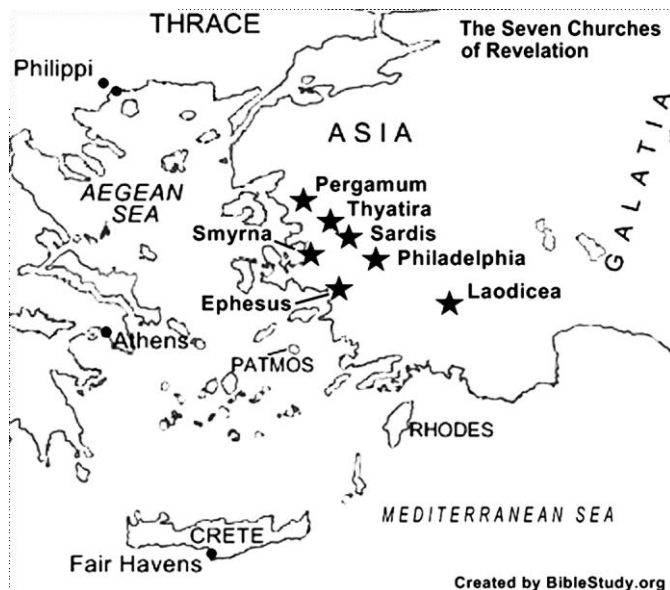 THRACE
The Seven Churches
of Revelation
Philippi
ASIA
GALATIA
AEGEAN
SEA
Pergamum
Thyatira
Smyrna
Sardis
Philadelphia
Ephesus
Laodicea
Athens
PATMOS
RHODES
MEDITERRANEAN SEA
CRETE
Fair Havens
Created by BibleStudy.org